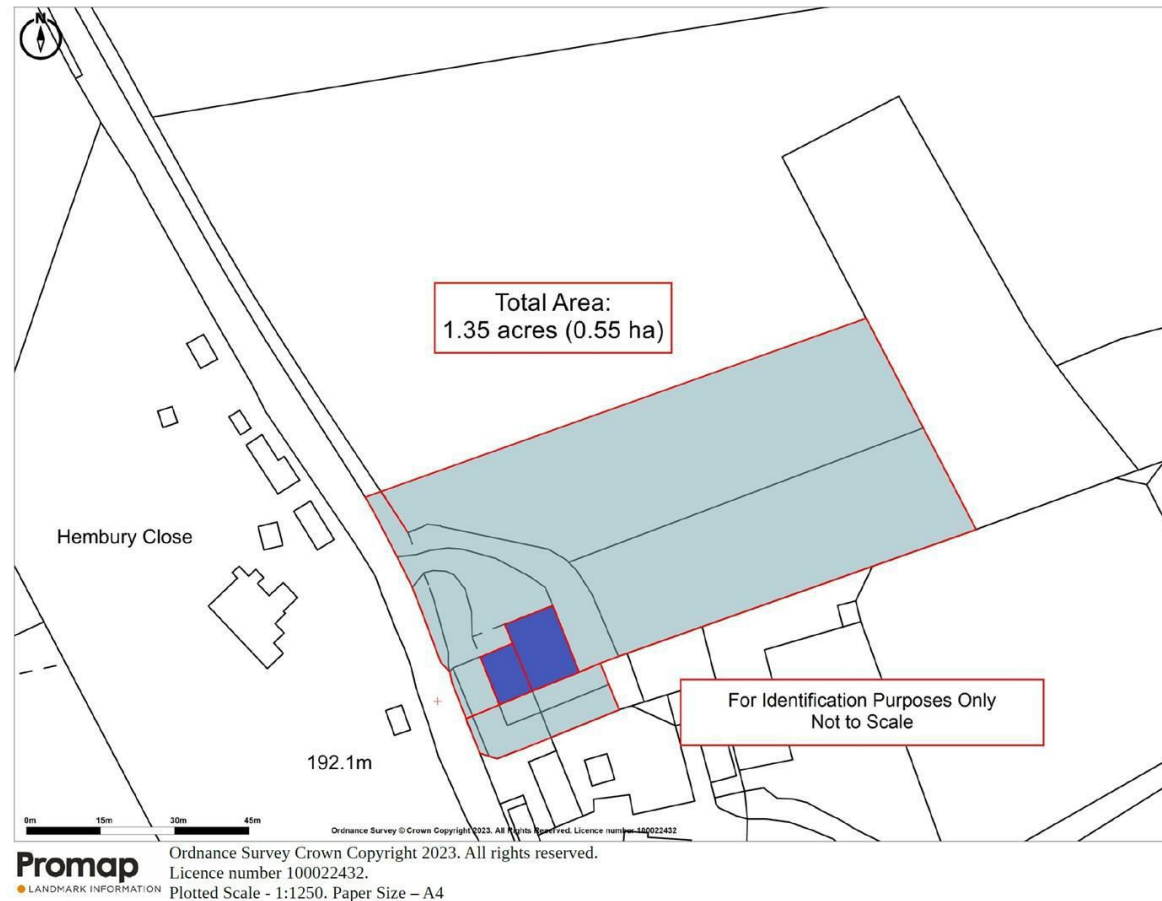 N
Total Area:
1.35 acres (0.55 ha)
Hembury Close
For Identification Purposes Only
Not to Scale
192.1m
0m 15m 30m 45m
Ordnance Survey © Crown Copyright 2023. All Rights Reserved. Licence number 100022432
Promap
LANDMARK INFORMATION
Ordnance Survey Crown Copyright 2023. All rights reserved.
Licence number 100022432.
Plotted Scale - 1:1250. Paper Size – A4